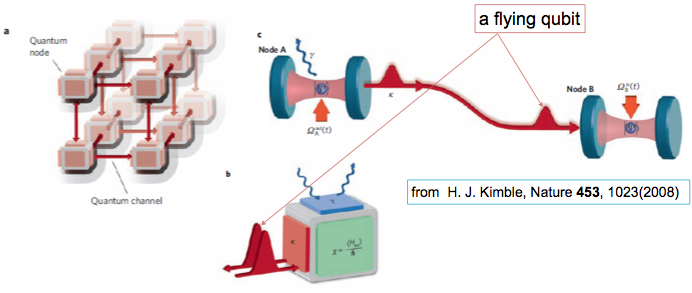 a flying qubit
a
Quantum
node
Quantum channel
c
Node A
γ
κ
Node B
from H. J. Kimble, Nature 453, 1023(2008)
b
γ
κ